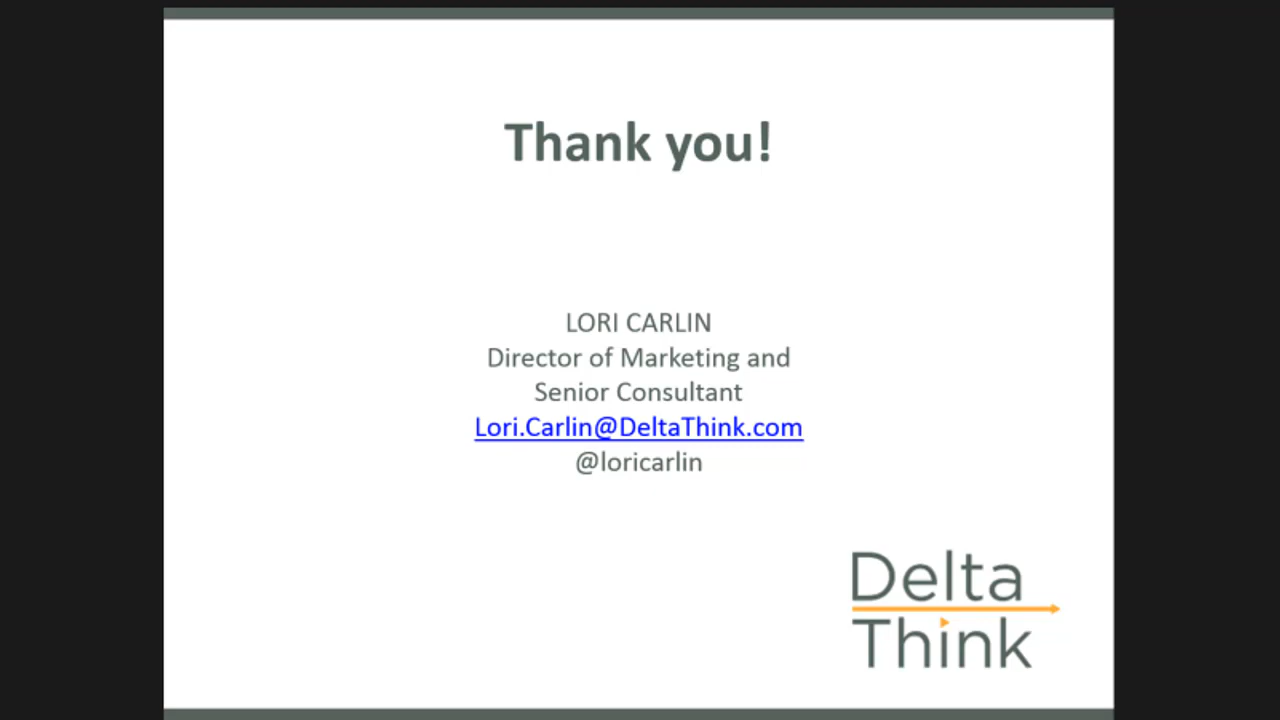 Thank you!
LORI CARLIN
Director of Marketing and
Senior Consultant
Lori.Carlin@DeltaThink.com
@loricarlin
Delta
Think